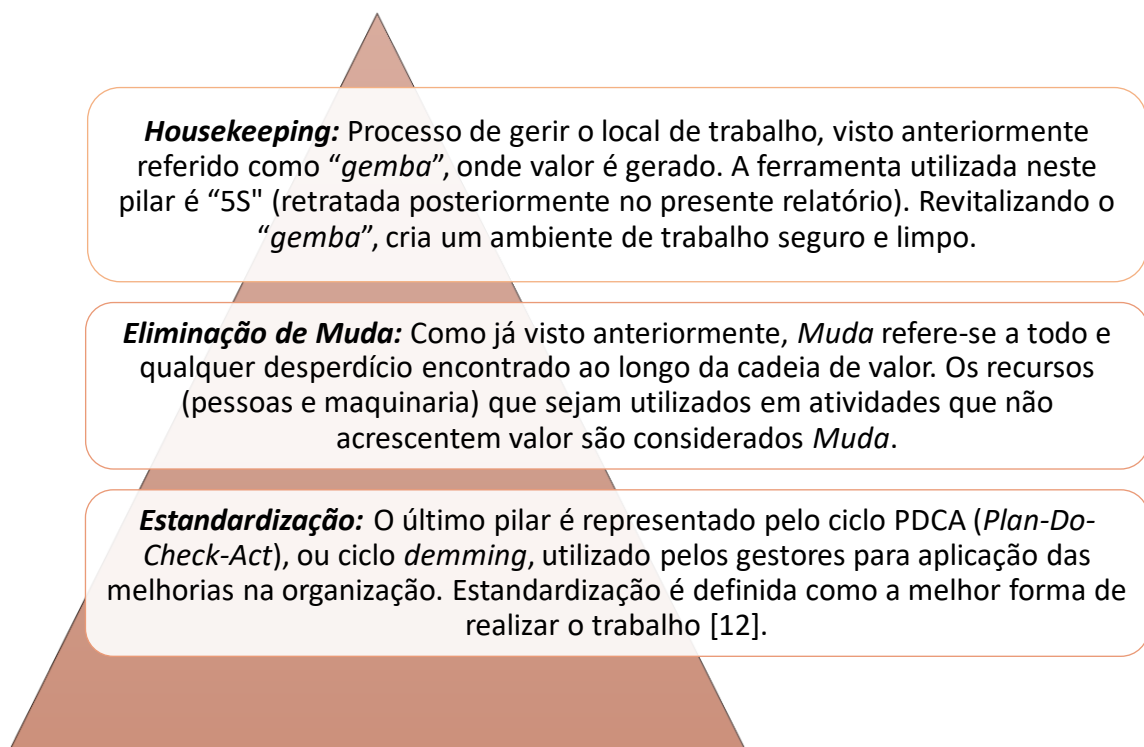 Housekeeping: Processo de gerir o local de trabalho, visto anteriormente
referido como “gemba”, onde valor é gerado. A ferramenta utilizada neste
pilar é “5S" (retratada posteriormente no presente relatório). Revitalizando o
“gemba”, cria um ambiente de trabalho seguro e limpo.
Eliminação de Muda: Como já visto anteriormente, Muda refere-se a todo e
qualquer desperdício encontrado ao longo da cadeia de valor. Os recursos
(pessoas e maquinaria) que sejam utilizados em atividades que não
acrescentem valor são considerados Muda.
Estandardização: O último pilar é representado pelo ciclo PDCA (Plan-Do-
Check-Act), ou ciclo demming, utilizado pelos gestores para aplicação das
melhorias na organização. Estandardização é definida como a melhor forma de
realizar o trabalho [12].